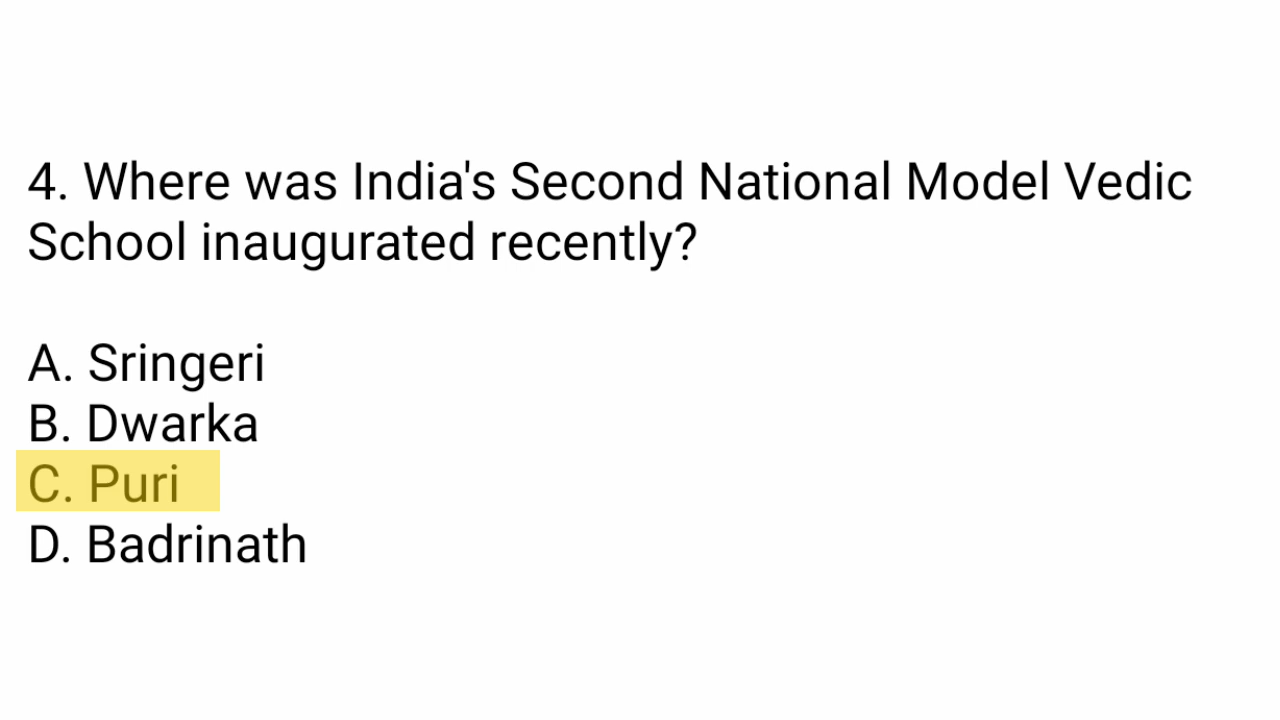 4. Where was India's Second National Model Vedic
School inaugurated recently?
A. Sringeri
B. Dwarka
C. Puri
D. Badrinath